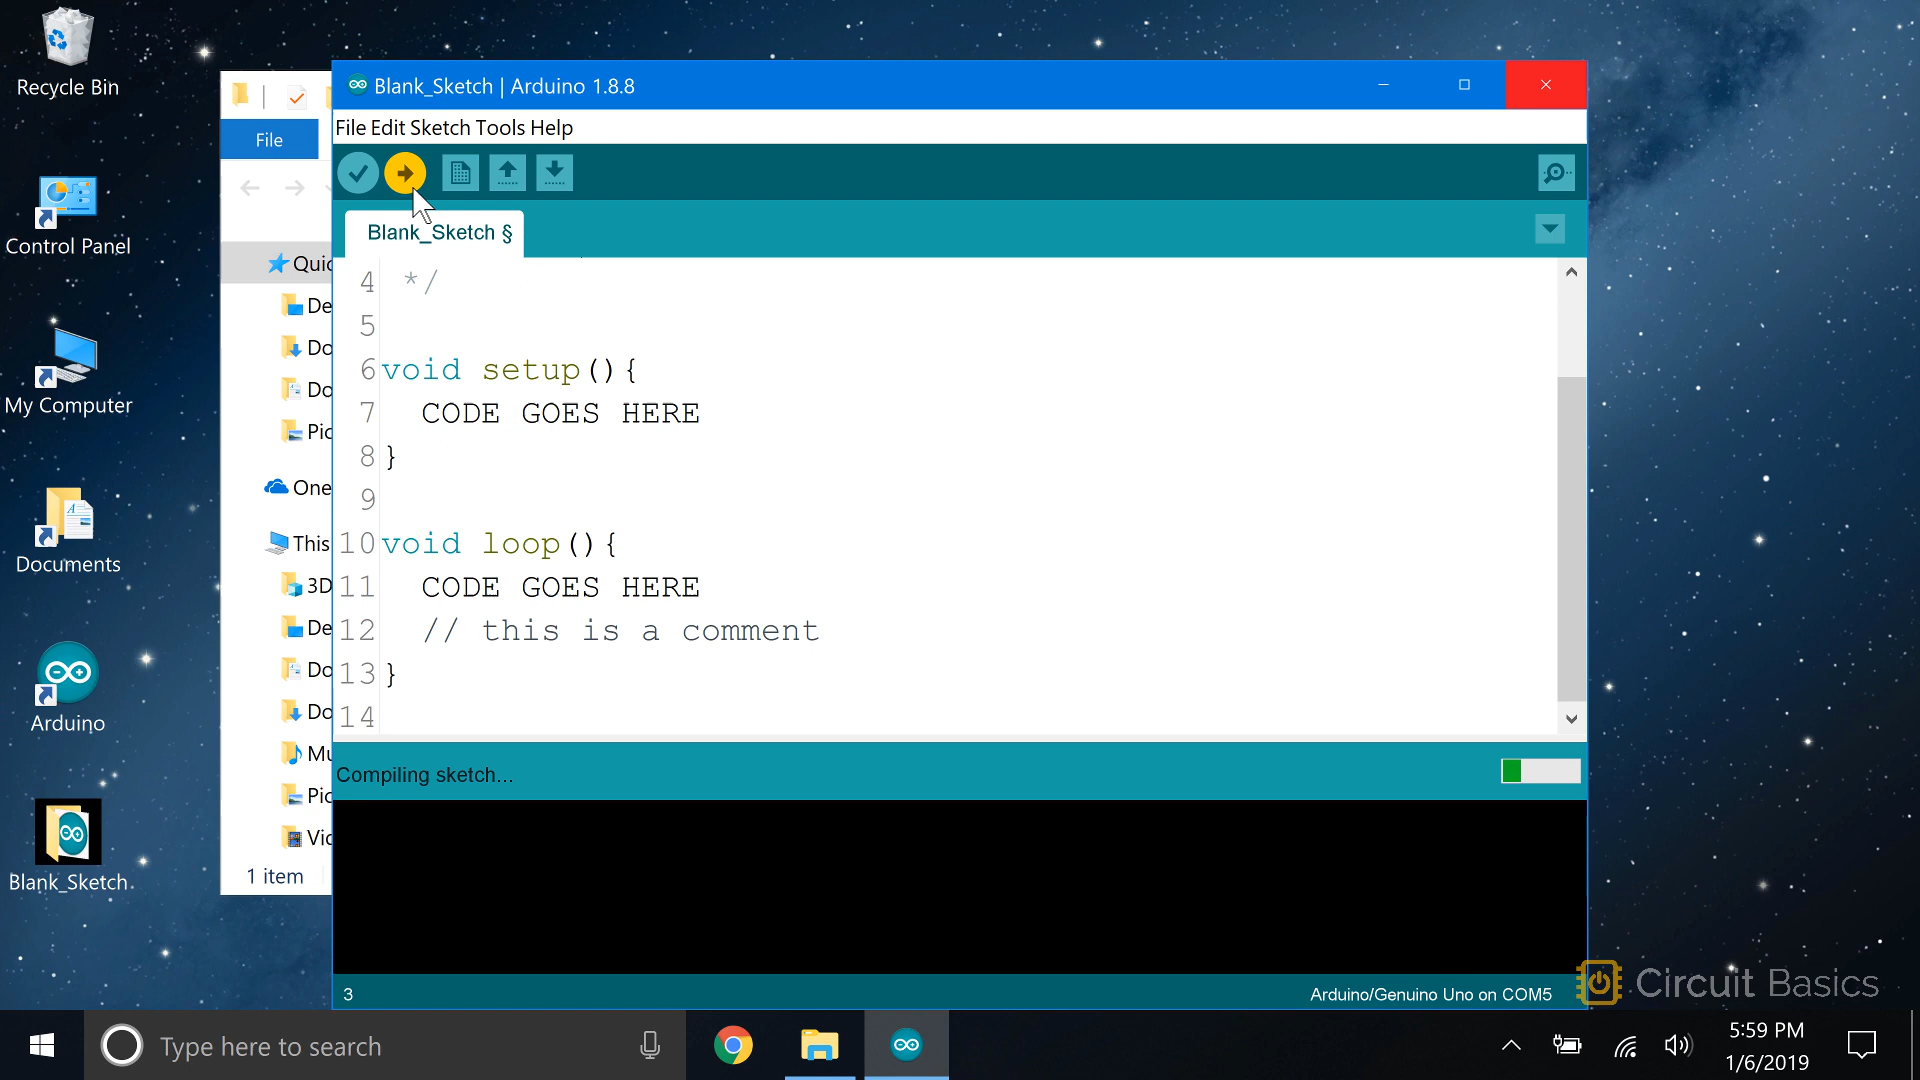 Recycle Bin
Control Panel
My Computer
Documents
Arduino
Blank_Sketch
File
Quic
De
Do
Do
Pic
One
This
3D
De
Do
Do
Mu
Pic
Vid
1 item
Blank_Sketch | Arduino 1.8.8
File Edit Sketch Tools Help
Blank_Sketch §
4 */
5
6 void setup(){
7 CODE GOES HERE
8 }
9
10 void loop(){
11 CODE GOES HERE
12 // this is a comment
13 }
14
Compiling sketch...
3
Arduino/Genuino Uno on COM5
Circuit Basics
Type here to search
5:59 PM
1/6/2019